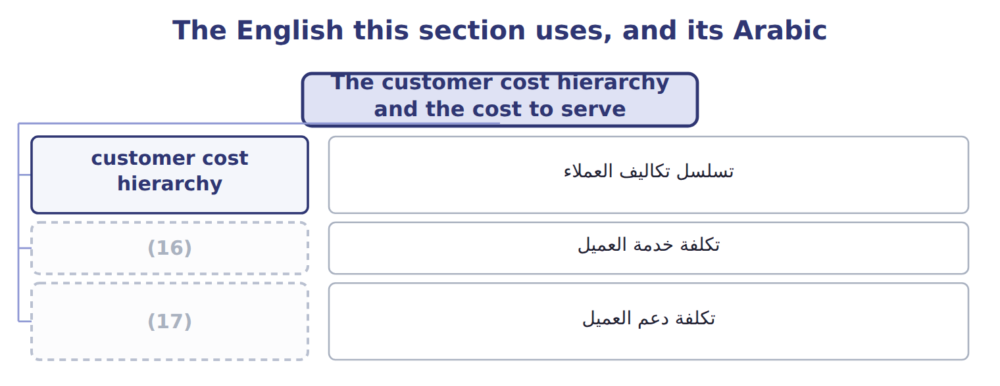 The English this section uses, and its Arabic
The customer cost hierarchy
and the cost to serve
customer cost
hierarchy
تسلسل تكاليف العملاء
(16)
تكلفة خدمة العميل
(17)
تكلفة دعم العميل